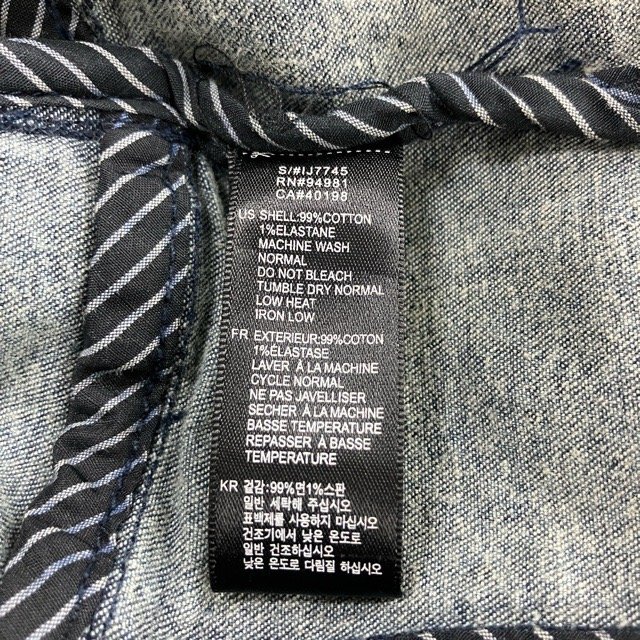 S/#IJ7745
RN#94981
CA#40198
US SHELL:99%COTTON
1%ELASTANE
MACHINE WASH
NORMAL
DO NOT BLEACH
TUMBLE DRY NORMAL
LOW HEAT
IRON LOW
FR EXTERIEUR:99%COTTON
1%ELASTASE
LAVER À LA MACHINE
CYCLE NORMAL
NE PAS JAVELLISER
SECHER À LA MACHINE
BASSE TEMPERATURE
REPASSER À BASSE
TEMPERATURE
KR 겉감:99%면1%스판
일반 세탁해 주십시오
표백제를 사용하지 마십시오
건조기에서 낮은 온도로
일반 건조하십시오
낮은 온도로 다림질 하십시오